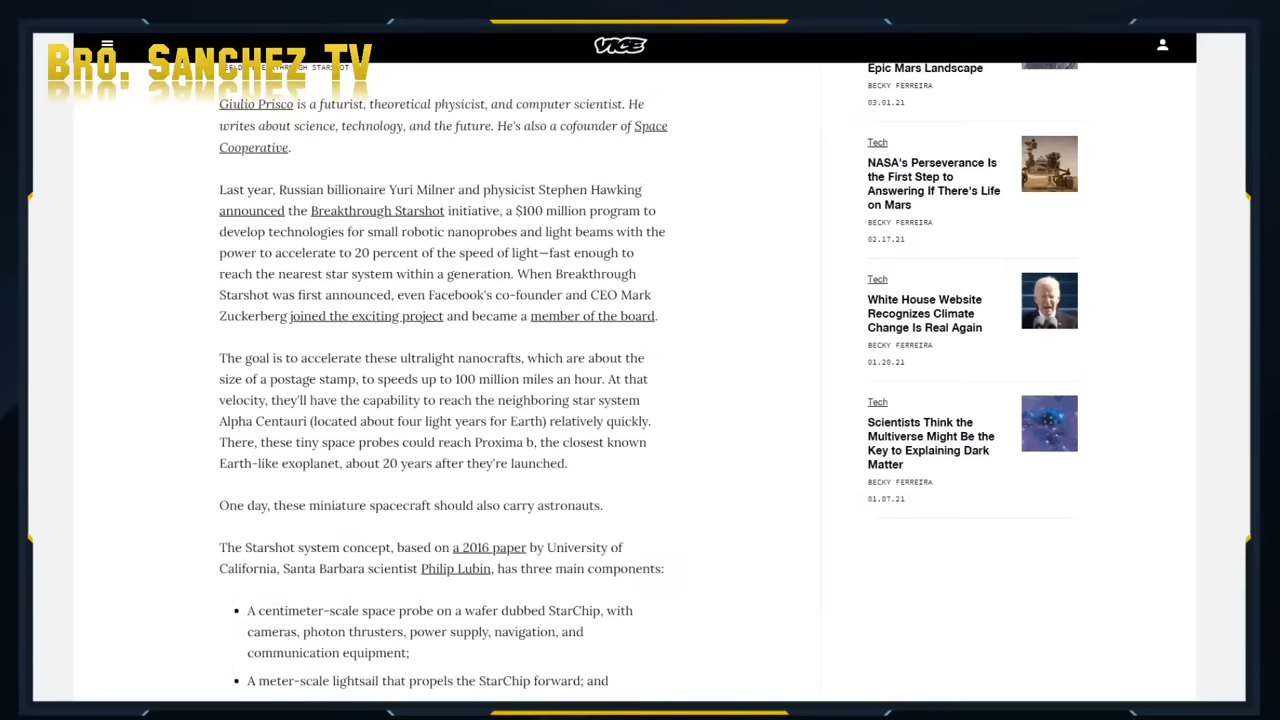 BRO. SANCHEZ TV
VICE
Giulio Prisco is a futurist, theoretical physicist, and computer scientist. He
writes about science, technology, and the future. He's also a cofounder of Space
Cooperative.
Last year, Russian billionaire Yuri Milner and physicist Stephen Hawking
announced the Breakthrough Starshot initiative, a $100 million program to
develop technologies for small robotic nanoprobes and light beams with the
power to accelerate to 20 percent of the speed of light—fast enough to
reach the nearest star system within a generation. When Breakthrough
Starshot was first announced, even Facebook's co-founder and CEO Mark
Zuckerberg joined the exciting project and became a member of the board.
The goal is to accelerate these ultralight nanocrafts, which are about the
size of a postage stamp, to speeds up to 100 million miles an hour. At that
velocity, they'll have the capability to reach the neighboring star system
Alpha Centauri (located about four light years for Earth) relatively quickly.
There, these tiny space probes could reach Proxima b, the closest known
Earth-like exoplanet, about 20 years after they're launched.
One day, these miniature spacecraft should also carry astronauts.
The Starshot system concept, based on a 2016 paper by University of
California, Santa Barbara scientist Philip Lubin, has three main components:
• A centimeter-scale space probe on a wafer dubbed StarChip, with
cameras, photon thrusters, power supply, navigation, and
communication equipment;
• A meter-scale lightsail that propels the StarChip forward; and
Epic Mars Landscape
BECKY FERREIRA
03.01.21
Tech
NASA's Perseverance Is
the First Step to
Answering If There's Life
on Mars
BECKY FERREIRA
02.17.21
Tech
White House Website
Recognizes Climate
Change Is Real Again
BECKY FERREIRA
01.20.21
Tech
Scientists Think the
Multiverse Might Be the
Key to Explaining Dark
Matter
BECKY FERREIRA
01.07.21